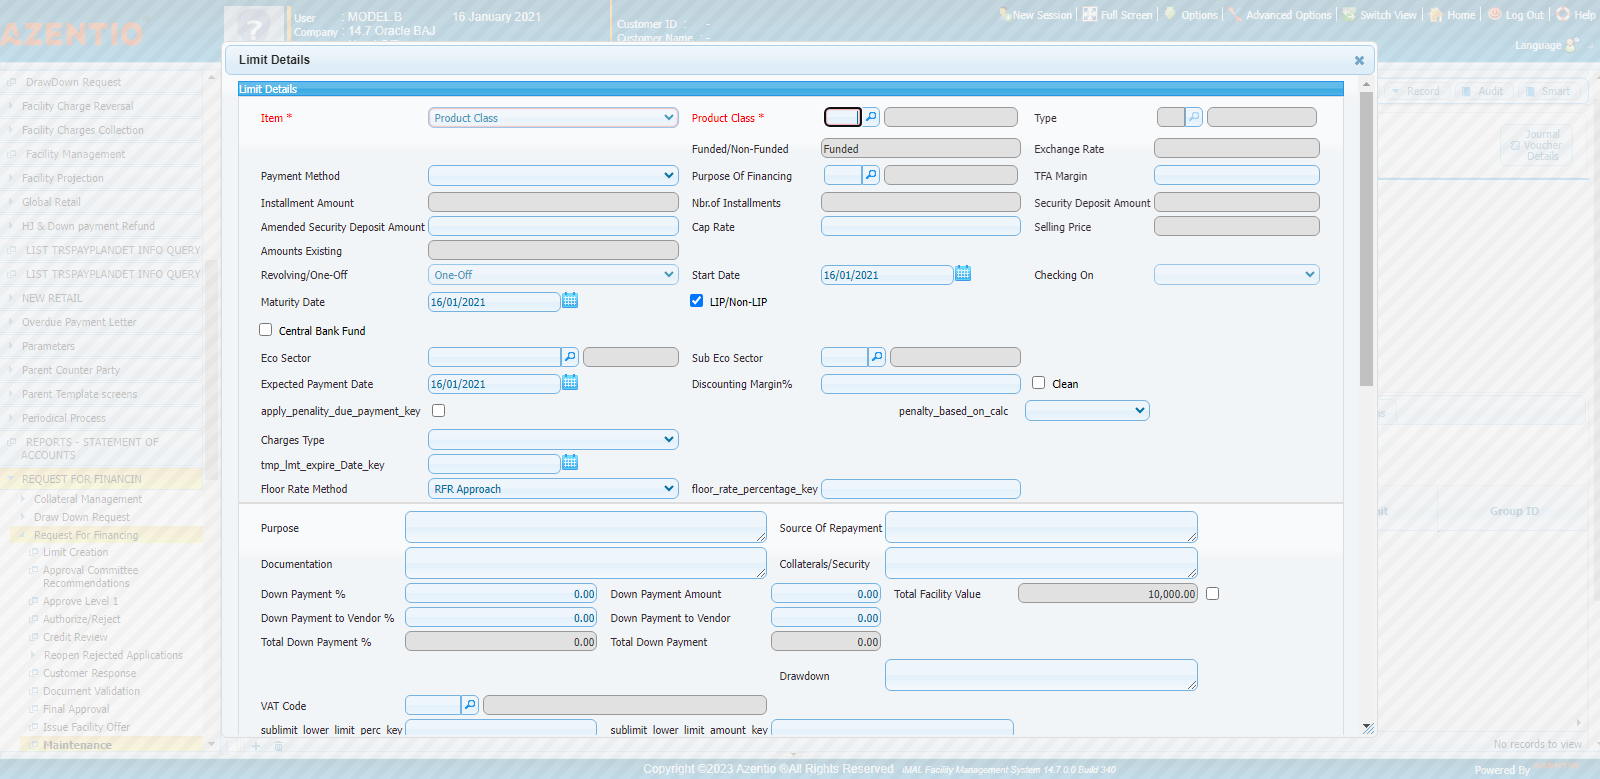 AZENTIO
User : MODEL B 16 January 2021
Company : 14.7 Oracle BAJ
Customer ID : -
Customer Name : -
New Session Full Screen Options Advanced Options Switch View Home Log Out Help
Language
Limit Details
Limit Details
DrawDown Request
Facility Charge Reversal
Facility Charges Collection
Facility Management
Facility Projection
Global Retail
HJ & Down payment Refund
LIST TRSPAYPLANDET INFO QUERY
LIST TRSPAYPLANDET INFO QUERY
NEW RETAIL
Overdue Payment Letter
Parameters
Parent Counter Party
Parent Template screens
Periodical Process
REPORTS - STATEMENT OF
ACCOUNTS
REQUEST FOR FINANCIN
Collateral Management
Draw Down Request
Request For Financing
Limit Creation
Approval Committee
Recommendations
Approve Level 1
Authorize/Reject
Credit Review
Reopen Rejected Applications
Customer Response
Document Validation
Final Approval
Issue Facility Offer
Maintenance
Item * Product Class Product Class * Type
Funded/Non-Funded Funded Exchange Rate
Payment Method Purpose Of Financing TFA Margin
Installment Amount Nbr.of Installments Security Deposit Amount
Amended Security Deposit Amount Cap Rate Selling Price
Amounts Existing
Revolving/One-Off One-Off Start Date 16/01/2021 Checking On
Maturity Date 16/01/2021 LIP/Non-LIP
Central Bank Fund
Eco Sector Sub Eco Sector
Expected Payment Date 16/01/2021 Discounting Margin% Clean
apply_penality_due_payment_key penalty_based_on_calc
Charges Type
tmp_lmt_expire_Date_key
Floor Rate Method RFR Approach floor_rate_percentage_key
Purpose Source Of Repayment
Documentation Collaterals/Security
Down Payment % 0.00 Down Payment Amount 0.00 Total Facility Value 10,000.00
Down Payment to Vendor % 0.00 Down Payment to Vendor 0.00
Total Down Payment % 0.00 Total Down Payment 0.00
Drawdown
VAT Code
sublimit_lower_limit_perc_key sublimit_lower_limit_amount_key
Record Audit Smart
Journal
Voucher
Details
Group ID
No records to view
Copyright ©2023 Azentio ®All Rights Reserved iMAL Facility Management System 14.7.0.0 Build 340
Powered By